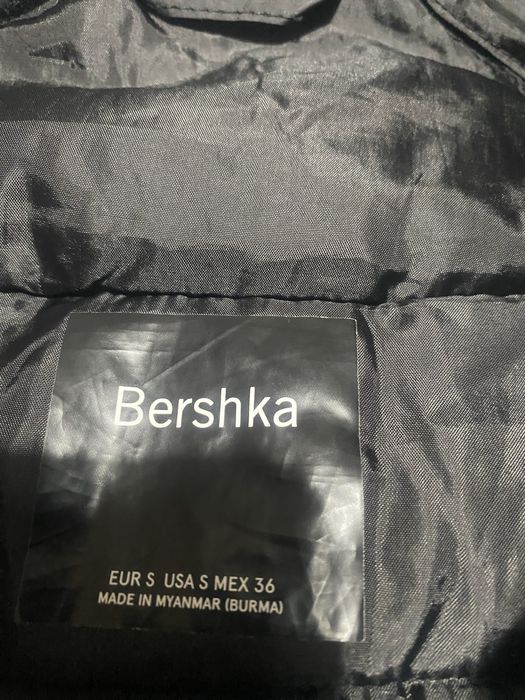 Bershka
EUR S USA S MEX 36
MADE IN MYANMAR (BURMA)